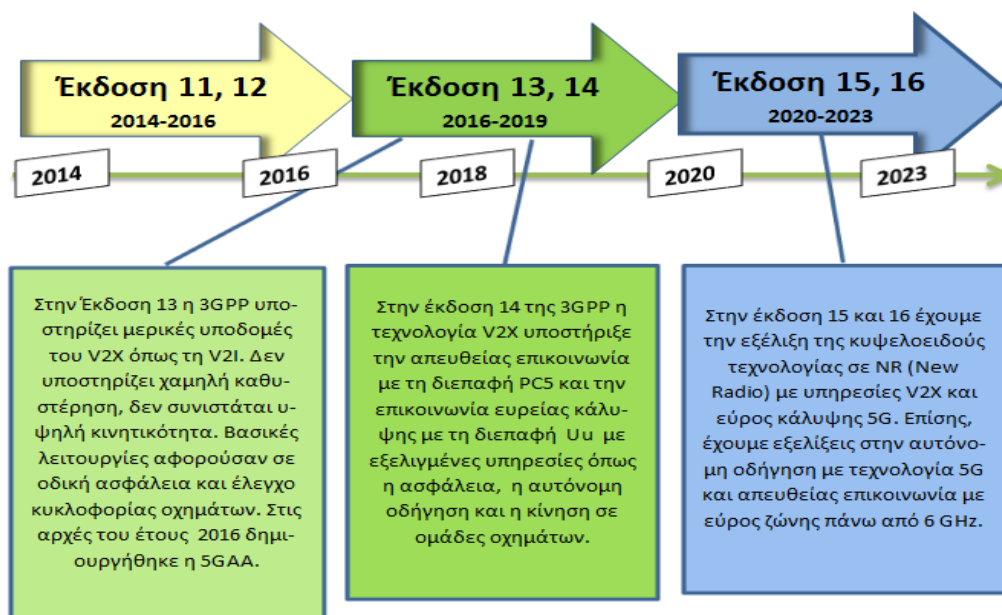 Έκδοση 11, 12
2014-2016
Έκδοση 13, 14
2016-2019
Έκδοση 15, 16
2020-2023
2014
2016
2018
2020
2023
Στην Έκδοση 13 η 3GPP υπο-
στηρίζει μερικές υποδομές
του V2X όπως τη V2I. Δεν
υποστηρίζει χαμηλή καθυ-
στέρηση, δεν συνιστάται υ-
ψηλή κινητικότητα. Βασικές
λειτουργίες αφορούσαν σε
οδική ασφάλεια και έλεγχο
κυκλοφορίας οχημάτων. Στις
αρχές του έτους 2016 δημι-
ουργήθηκε η 5GAA.
Στην έκδοση 14 της 3GPP η
τεχνολογία V2X υποστήριξε
την απευθείας επικοινωνία
με τη διεπαφή PC5 και την
επικοινωνία ευρείας κάλυ-
ψης με τη διεπαφή Uu με
εξελιγμένες υπηρεσίες όπως
η ασφάλεια, η αυτόνομη
οδήγηση και η κίνηση σε
ομάδες οχημάτων.
Στην έκδοση 15 και 16 έχουμε
την εξέλιξη της κυψελοειδούς
τεχνολογίας σε NR (New
Radio) με υπηρεσίες V2X και
εύρος κάλυψης 5G. Επίσης,
έχουμε εξελίξεις στην αυτόνο-
μη οδήγηση με τεχνολογία 5G
και απευθείας επικοινωνία με
εύρος ζώνης πάνω από 6 GHz.